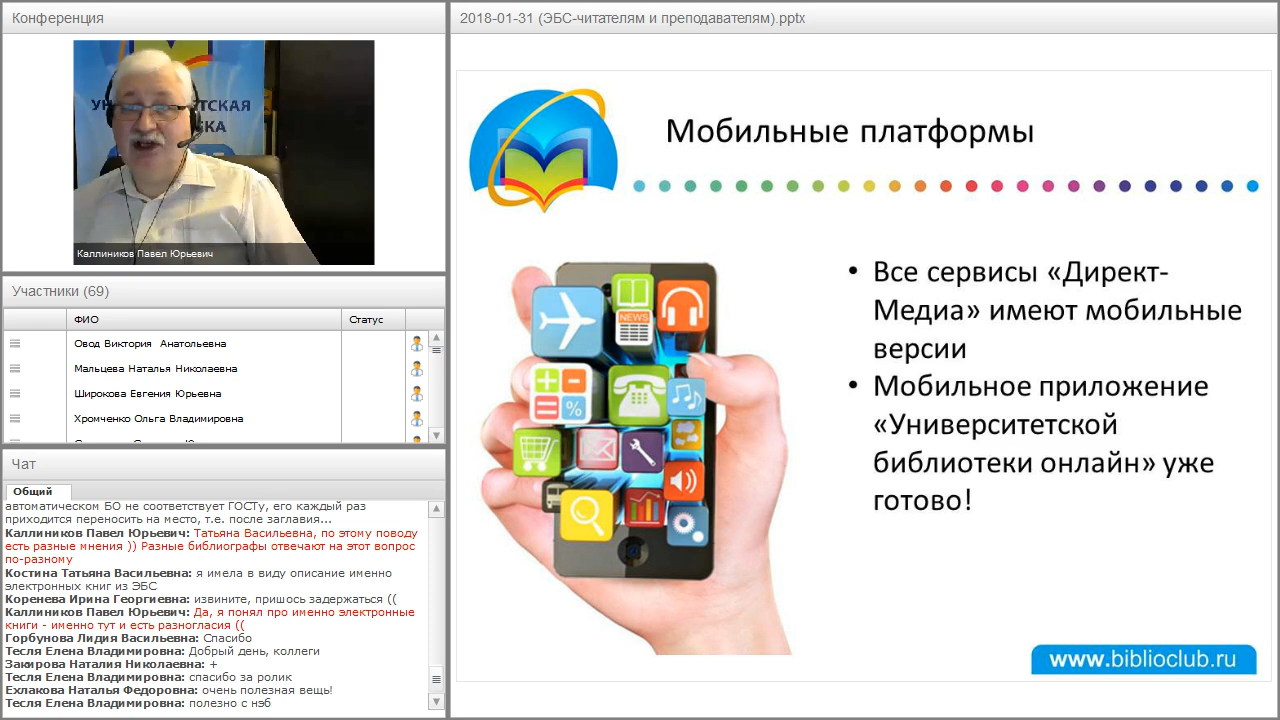 Конференция
2018-01-31 (ЭБС-читателям и преподавателям).pptx
Каллиников Павел Юрьевич
Мобильные платформы
• Все сервисы «Директ-
Медиа» имеют мобильные
версии
• Мобильное приложение
«Университетской
библиотеки онлайн» уже
готово!
NEWS
www.biblioclub.ru
Участники (69)
ФИО
Статус
Виктория Анатольевна
Мальцева Наталья Николаевна
Широкова Евгения Юрьевна
Хромченко Ольга Владимировна
Чат
Общий
автоматическом БО не соответствует ГОСТу, его каждый раз
приходится переносить на место, т.е. после заглавия...
Каллиников Павел Юрьевич: Татьяна Васильевна, по этому поводу
есть разные мнения )) Разные библиографы отвечают на этот вопрос
по-разному
Костина Татьяна Васильевна: я имела в виду описание именно
электронных книг из ЭБС
Коренева Ирина Георгиевна: извините, пришось задержаться ((
Каллиников Павел Юрьевич: Да, я понял про именно электронные
книги - именно тут и есть разногласия ((
Горбунова Лидия Васильевна: Спасибо
Тесля Елена Владимировна: Добрый день, коллеги
Закирова Наталия Николаевна: +
Тесля Елена Владимировна: спасибо за ролик
Ехлакова Наталья Федоровна: очень полезная вещь!
Тесля Елена Владимировна: полезно с нэб